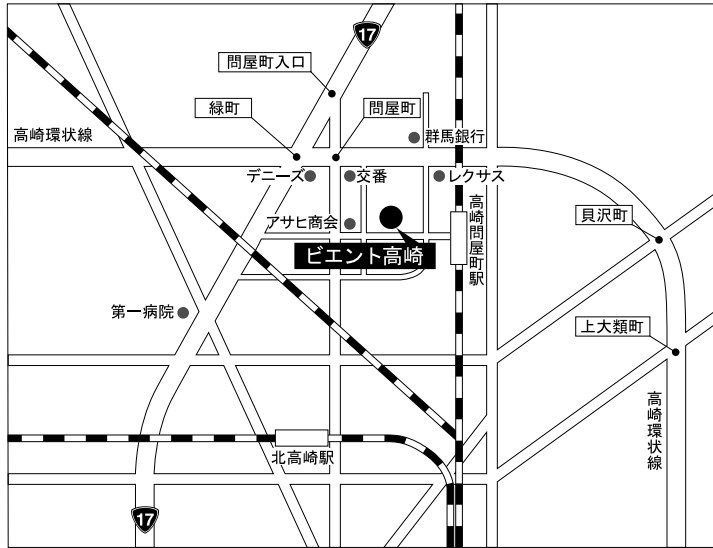 17
問屋町入口
緑町
問屋町
高崎環状線
群馬銀行
デニーズ
交番
レクサス
アサヒ商会
高崎問屋町駅
貝沢町
ビエント高崎
第一病院
上大類町
高崎環状線
北高崎駅
17